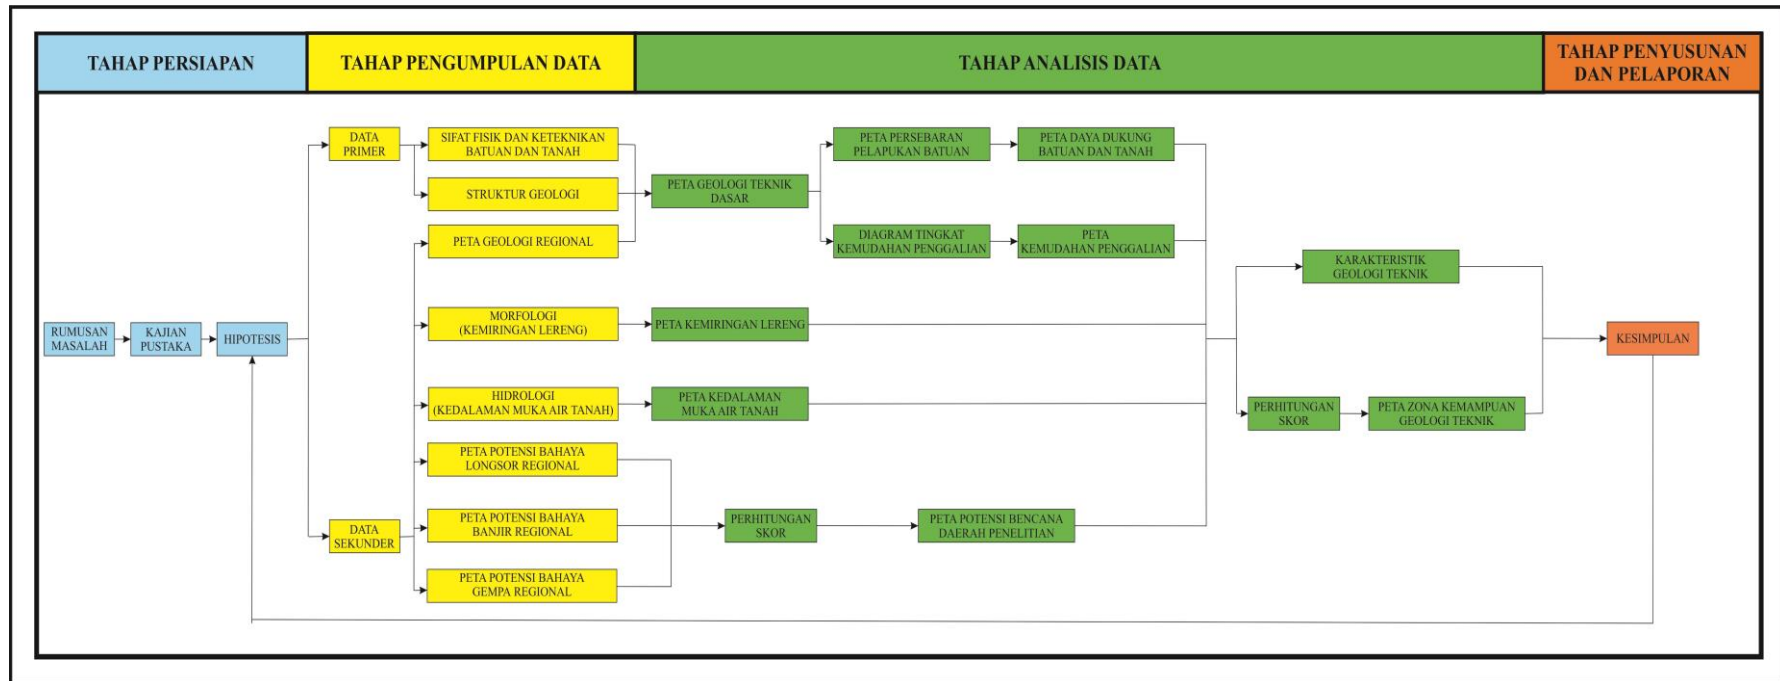 TAHAP PERSIAPAN
TAHAP PENGUMPULAN DATA
TAHAP ANALISIS DATA
TAHAP PENYUSUNAN
DAN PELAPORAN
RUMUSAN
MASALAH
KAJIAN
PUSTAKA
HIPOTESIS
DATA
PRIMER
DATA
SEKUNDER
SIFAT FISIK DAN KETEKNIKAN
BATUAN DAN TANAH
STRUKTUR GEOLOGI
PETA GEOLOGI REGIONAL
MORFOLOGI
(KEMIRINGAN LERENG)
HIDROLOGI
(KEDALAMAN MUKA AIR TANAH)
PETA POTENSI BAHAYA
LONGSOR REGIONAL
PETA POTENSI BAHAYA
BANJIR REGIONAL
PETA POTENSI BAHAYA
GEMPA REGIONAL
PETA GEOLOGI TEKNIK
DASAR
PETA KEMIRINGAN LERENG
PETA KEDALAMAN
MUKA AIR TANAH
PERHITUNGAN
SKOR
PETA PERSEBARAN
PELAPUKAN BATUAN
DIAGRAM TINGKAT
KEMUDAHAN PENGGALIAN
PETA POTENSI BENCANA
DAERAH PENELITIAN
PETA DAYA DUKUNG
BATUAN DAN TANAH
PETA
KEMUDAHAN PENGGALIAN
KARAKTERISTIK
GEOLOGI TEKNIK
PERHITUNGAN
SKOR
PETA ZONA KEMAMPUAN
GEOLOGI TEKNIK
KESIMPULAN